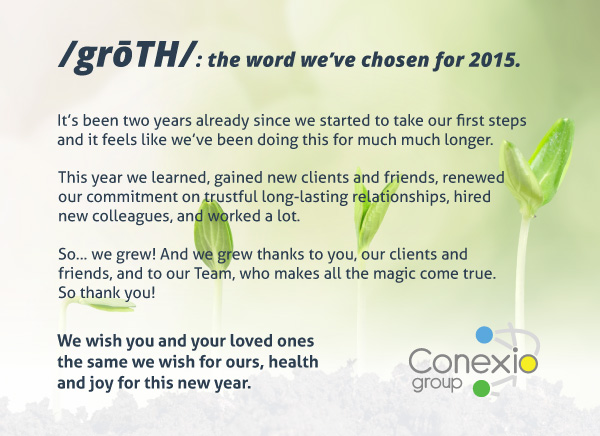 /grōTH/: the word we’ve chosen for 2015.
It’s been two years already since we started to take our first steps
and it feels like we’ve been doing this for much much longer.
This year we learned, gained new clients and friends, renewed
our commitment on trustful long-lasting relationships, hired
new colleagues, and worked a lot.
So... we grew! And we grew thanks to you, our clients and
friends, and to our Team, who makes all the magic come true.
So thank you!
We wish you and your loved ones
the same we wish for ours, health
and joy for this new year.
Conexio
group